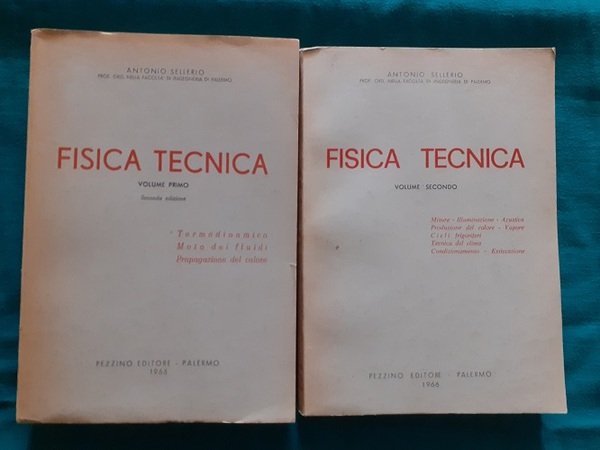 ANTONIO SELLERIO
PROF. ORD. NELLA FACOLTÀ DI INGEGNERIA DI PALERMO
FISICA TECNICA
VOLUME PRIMO
Seconda edizione
Termodinamica
Moto dei fluidi
Propagazione del calore
PEZZINO EDITORE - PALERMO
ANTONIO SELLERIO
PROF. ORD. NELLA FACOLTÀ DI INGEGNERIA DI PALERMO
FISICA TECNICA
VOLUME SECONDO
Misure - Illuminazione - Acustica
Produzione del calore - Vapore
Cicli frigoriferi
Tecnica del clima
Condizionamento - Essiccazione
PEZZINO EDITORE - PALERMO
1966